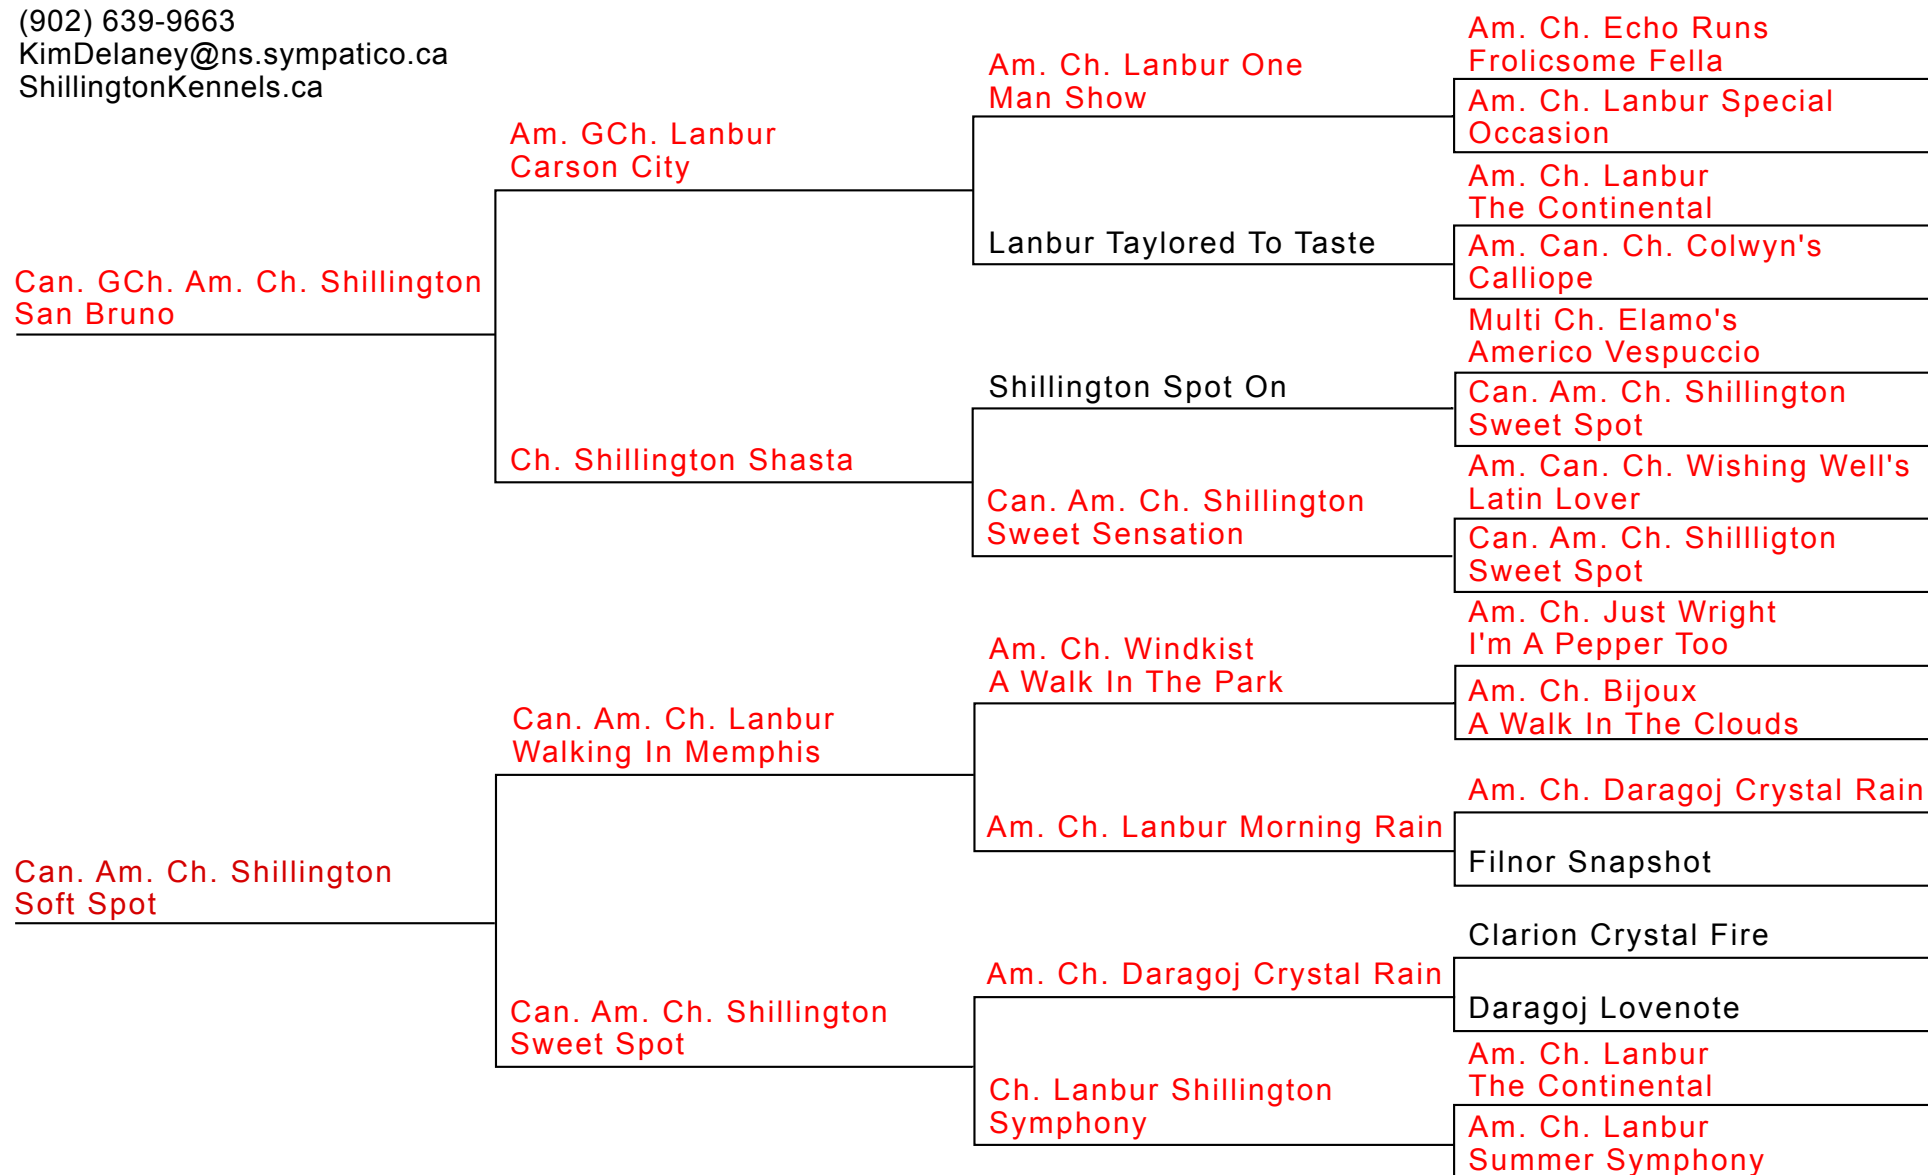 (902) 639-9663
KimDelaney@ns.sympatico.ca
ShillingtonKennels.ca
Can. GCh. Am. Ch. Shillington
San Bruno
Can. Am. Ch. Shillington
Soft Spot
Am. GCh. Lanbur
Carson City
Ch. Shillington Shasta
Can. Am. Ch. Lanbur
Walking In Memphis
Can. Am. Ch. Shillington
Sweet Spot
Am. Ch. Lanbur One
Man Show
Lanbur Taylored To Taste
Shillington Spot On
Can. Am. Ch. Shillington
Sweet Sensation
Am. Ch. Windkist
A Walk In The Park
Am. Ch. Lanbur Morning Rain
Am. Ch. Daragoj Crystal Rain
Ch. Lanbur Shillington
Symphony
Am. Ch. Echo Runs
Frolicsome Fella
Am. Ch. Lanbur Special
Occasion
Am. Ch. Lanbur
The Continental
Am. Can. Ch. Colwyn's
Calliope
Multi Ch. Elamo's
Americo Vespuccio
Can. Am. Ch. Shillington
Sweet Spot
Am. Can. Ch. Wishing Well's
Latin Lover
Can. Am. Ch. Shillligton
Sweet Spot
Am. Ch. Just Wright
I'm A Pepper Too
Am. Ch. Bijoux
A Walk In The Clouds
Am. Ch. Daragoj Crystal Rain
Filnor Snapshot
Clarion Crystal Fire
Daragoj Lovenote
Am. Ch. Lanbur
The Continental
Am. Ch. Lanbur
Summer Symphony